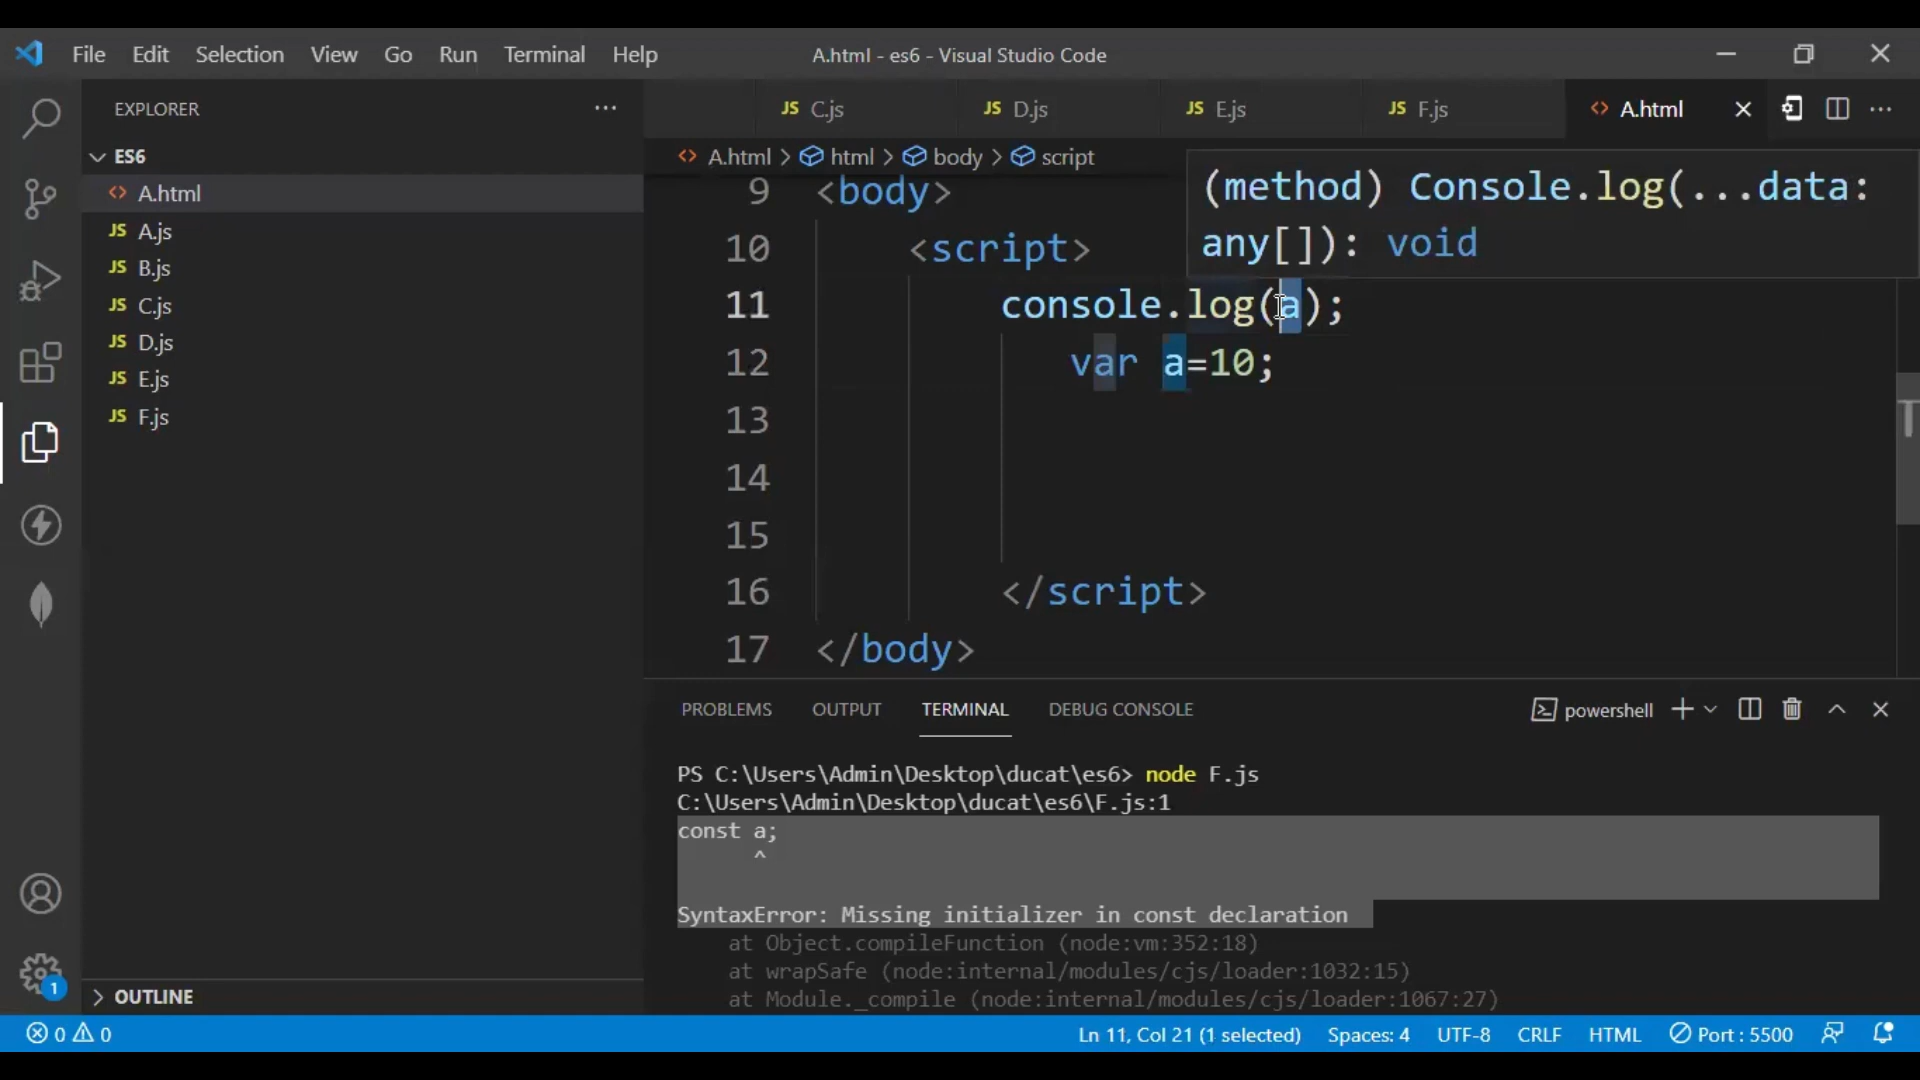 File Edit Selection View Go Run Terminal Help
A.html - es6 - Visual Studio Code
EXPLORER
ES6
A.html
JS A.js
JS B.js
JS C.js
JS D.js
JS E.js
JS F.js
OUTLINE
JS C.js JS D.js JS E.js JS F.js A.html
A.html > html > body > script
(method) Console.log(...data:
any[]): void
9 <body>
10 <script>
11 console.log(a);
12 var a=10;
13
14
15
16 </script>
17 </body>
PROBLEMS OUTPUT TERMINAL DEBUG CONSOLE
powershell
PS C:\Users\Admin\Desktop\ducat\es6> node F.js
C:\Users\Admin\Desktop\ducat\es6\F.js:1
const a;
^
SyntaxError: Missing initializer in const declaration
at Object.compileFunction (node:vm:352:18)
at wrapSafe (node:internal/modules/cjs/loader:1032:15)
at Module._compile (node:internal/modules/cjs/loader:1067:27)
1
0 0
Ln 11, Col 21 (1 selected) Spaces: 4 UTF-8 CRLF HTML Port : 5500